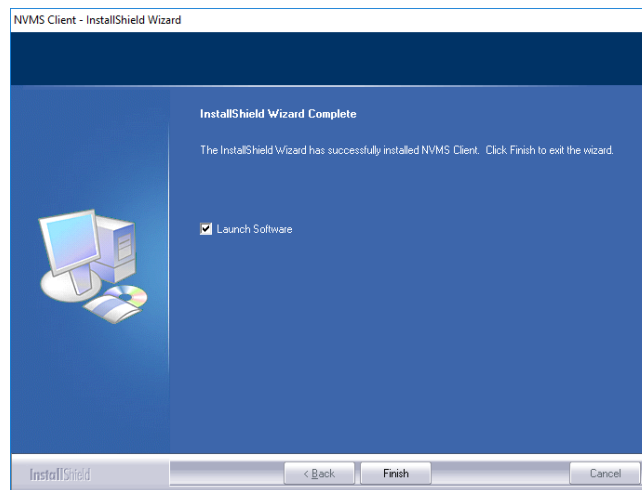 NVMS Client - InstallShield Wizard
InstallShield Wizard Complete
The InstallShield Wizard has successfully installed NVMS Client. Click Finish to exit the wizard.
Launch Software
InstallShield
< Back Finish Cancel